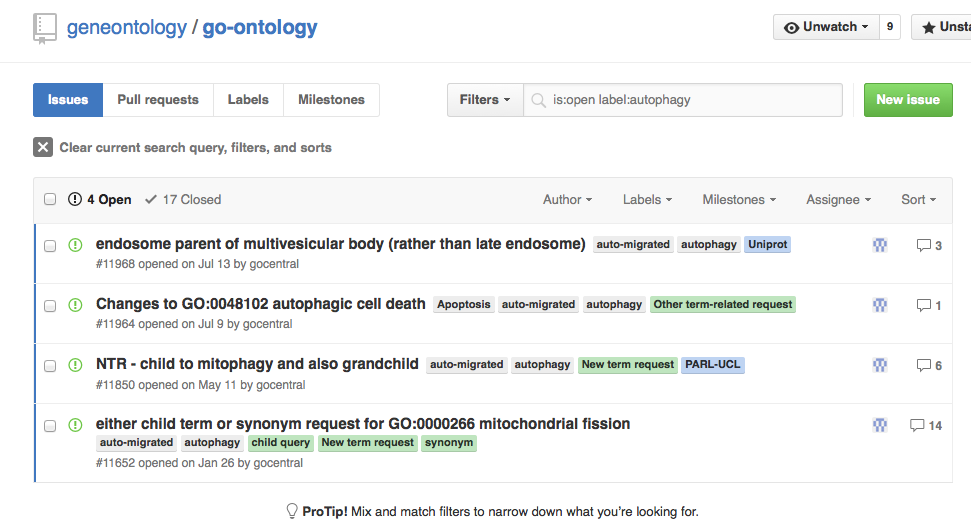 geneontology / go-ontology
Unwatch 9
Issues Pull requests Labels Milestones Filters is:open label:autophagy New issue
Clear current search query, filters, and sorts
4 Open 17 Closed Author Labels Milestones Assignee Sort
endosome parent of multivesicular body (rather than late endosome) auto-migrated autophagy Uniprot 3
#11968 opened on Jul 13 by gocentral
Changes to GO:0048102 autophagic cell death Apoptosis auto-migrated autophagy Other term-related request 1
#11964 opened on Jul 9 by gocentral
NTR - child to mitophagy and also grandchild auto-migrated autophagy New term request PARL-UCL 6
#11850 opened on May 11 by gocentral
either child term or synonym request for GO:0000266 mitochondrial fission 14
auto-migrated autophagy child query New term request synonym
#11652 opened on Jan 26 by gocentral
ProTip! Mix and match filters to narrow down what you're looking for.